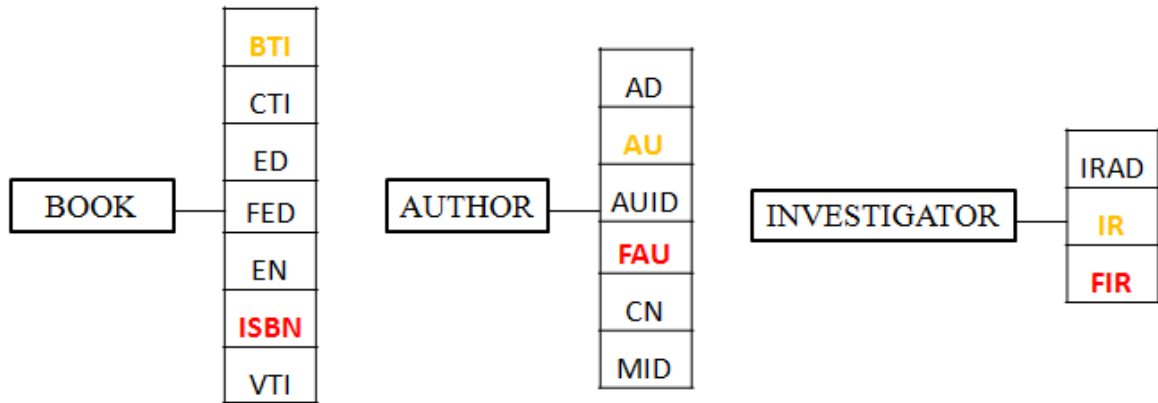 BOOK
BTI
CTI
ED
FED
EN
ISBN
VTI
AUTHOR
AD
AU
AUID
FAU
CN
MID
INVESTIGATOR
IRAD
IR
FIR